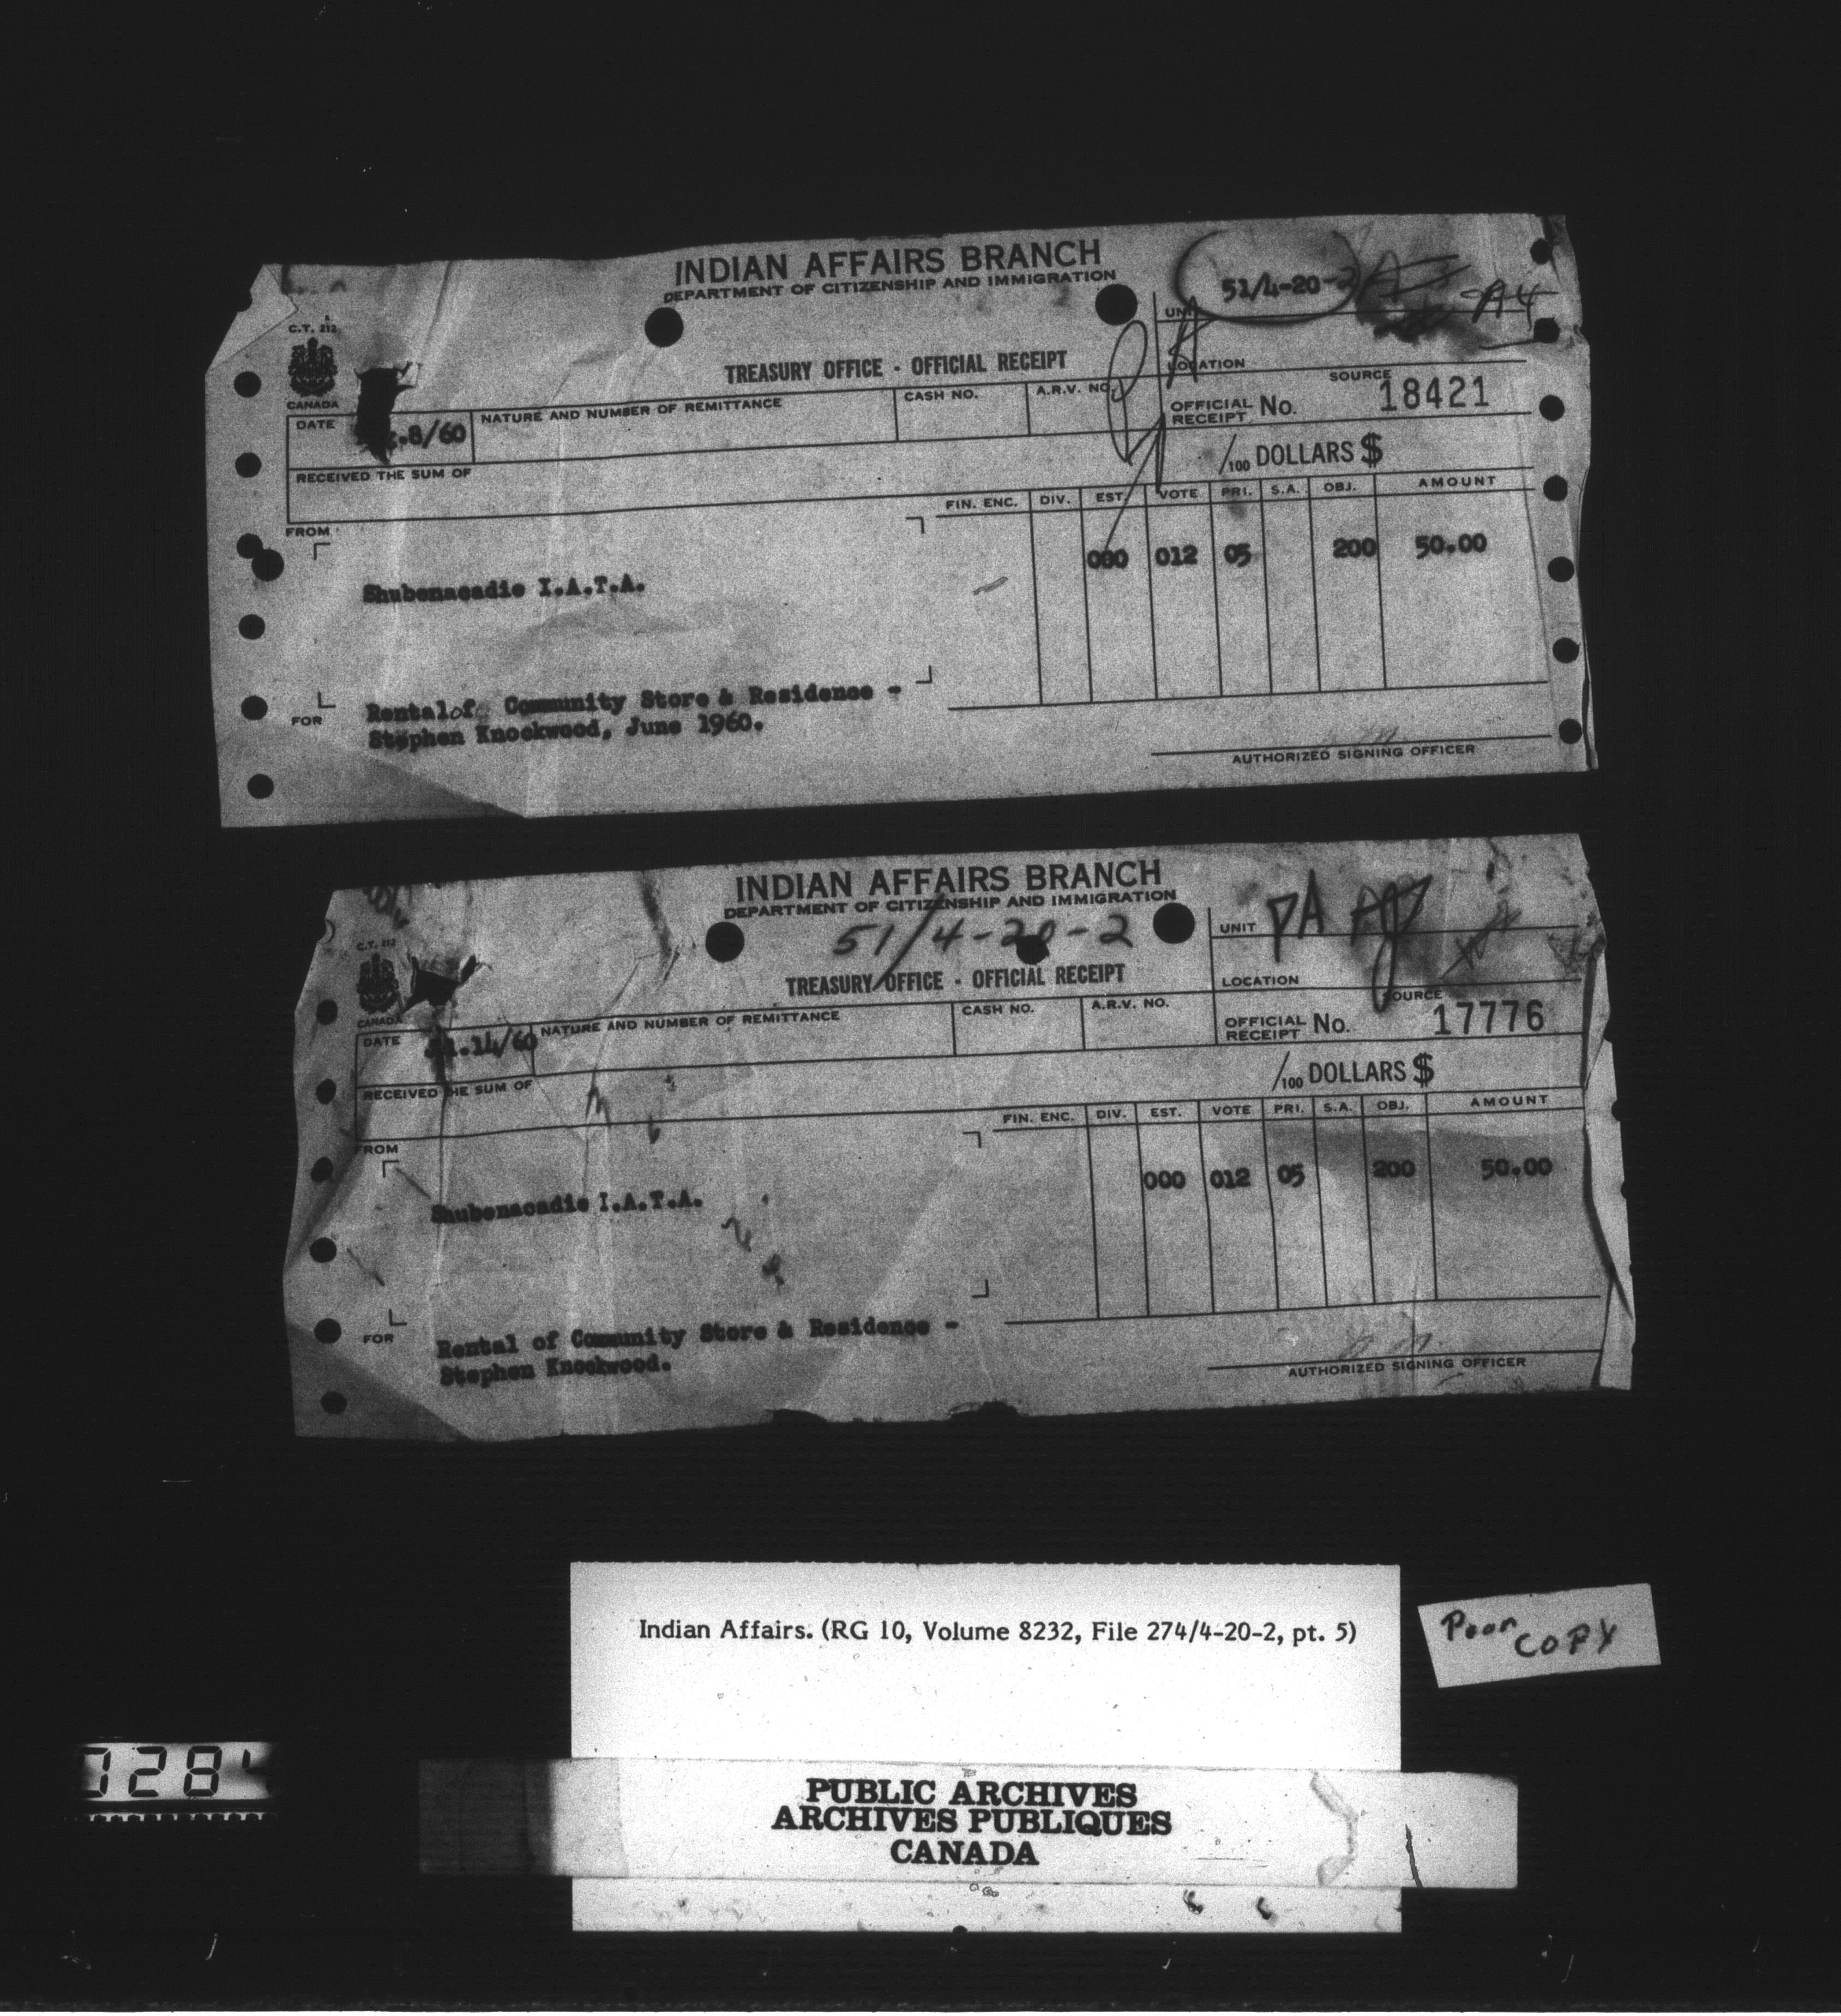 INDIAN AFFAIRS BRANCH
DEPARTMENT OF CITIZENSHIP AND IMMIGRATION
51/4-20-2
A4
UNIT
C.T. 212
CANADA
TREASURY OFFICE - OFFICIAL RECEIPT
LOCATION
SOURCE
DATE
.8/60
NATURE AND NUMBER OF REMITTANCE
CASH NO.
A.R.V. NO.
OFFICIAL RECEIPT No. 18421
RECEIVED THE SUM OF
/100 DOLLARS $
FROM
FIN. ENC. DIV. EST. VOTE PRI. S.A. OBJ. AMOUNT
000 012 05 200 50.00
Shubenacadie I.A.T.A.
FOR
Rental of Community Store & Residence -
Stephen Knockwood, June 1960.
AUTHORIZED SIGNING OFFICER
INDIAN AFFAIRS BRANCH
DEPARTMENT OF CITIZENSHIP AND IMMIGRATION
51/4-20-2
UNIT PA
C.T. 212
CANADA
TREASURY OFFICE - OFFICIAL RECEIPT
LOCATION
SOURCE
DATE
.14/60
NATURE AND NUMBER OF REMITTANCE
CASH NO.
A.R.V. NO.
OFFICIAL RECEIPT No. 17776
RECEIVED THE SUM OF
/100 DOLLARS $
FROM
FIN. ENC. DIV. EST. VOTE PRI. S.A. OBJ. AMOUNT
000 012 05 200 50.00
Shubenacadie I.A.T.A.
FOR
Rental of Community Store & Residence -
Stephen Knockwood.
AUTHORIZED SIGNING OFFICER
Indian Affairs. (RG 10, Volume 8232, File 274/4-20-2, pt. 5)
Poor
COPY
PUBLIC ARCHIVES
ARCHIVES PUBLIQUES
CANADA